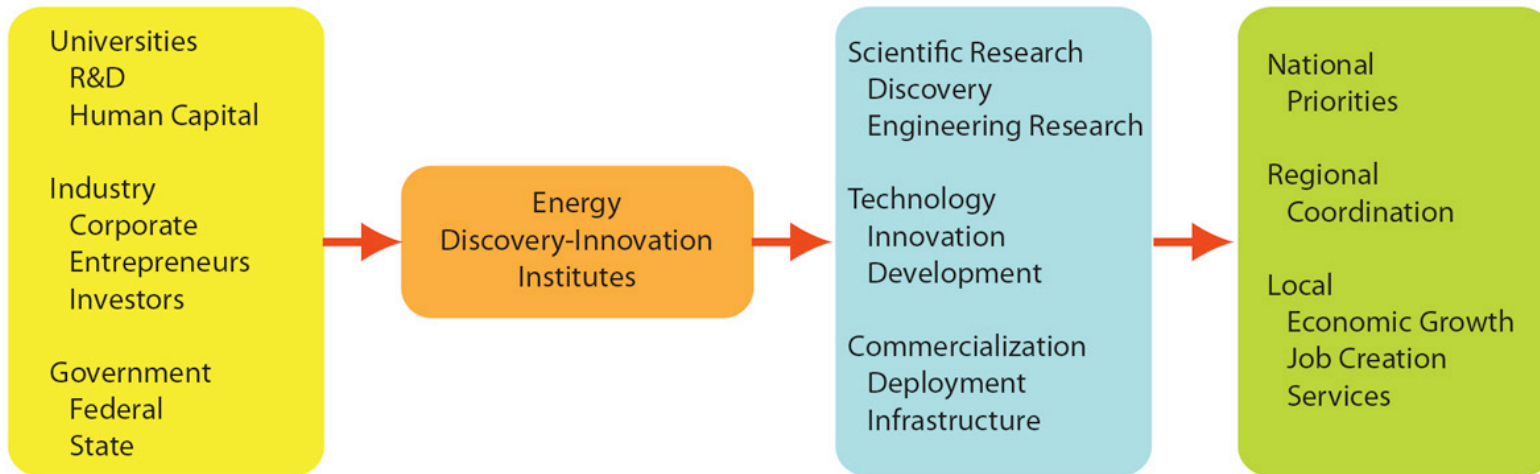 Universities
R&D
Human Capital
Industry
Corporate
Entrepreneurs
Investors
Government
Federal
State
Energy
Discovery-Innovation
Institutes
Scientific Research
Discovery
Engineering Research
Technology
Innovation
Development
Commercialization
Deployment
Infrastructure
National
Priorities
Regional
Coordination
Local
Economic Growth
Job Creation
Services